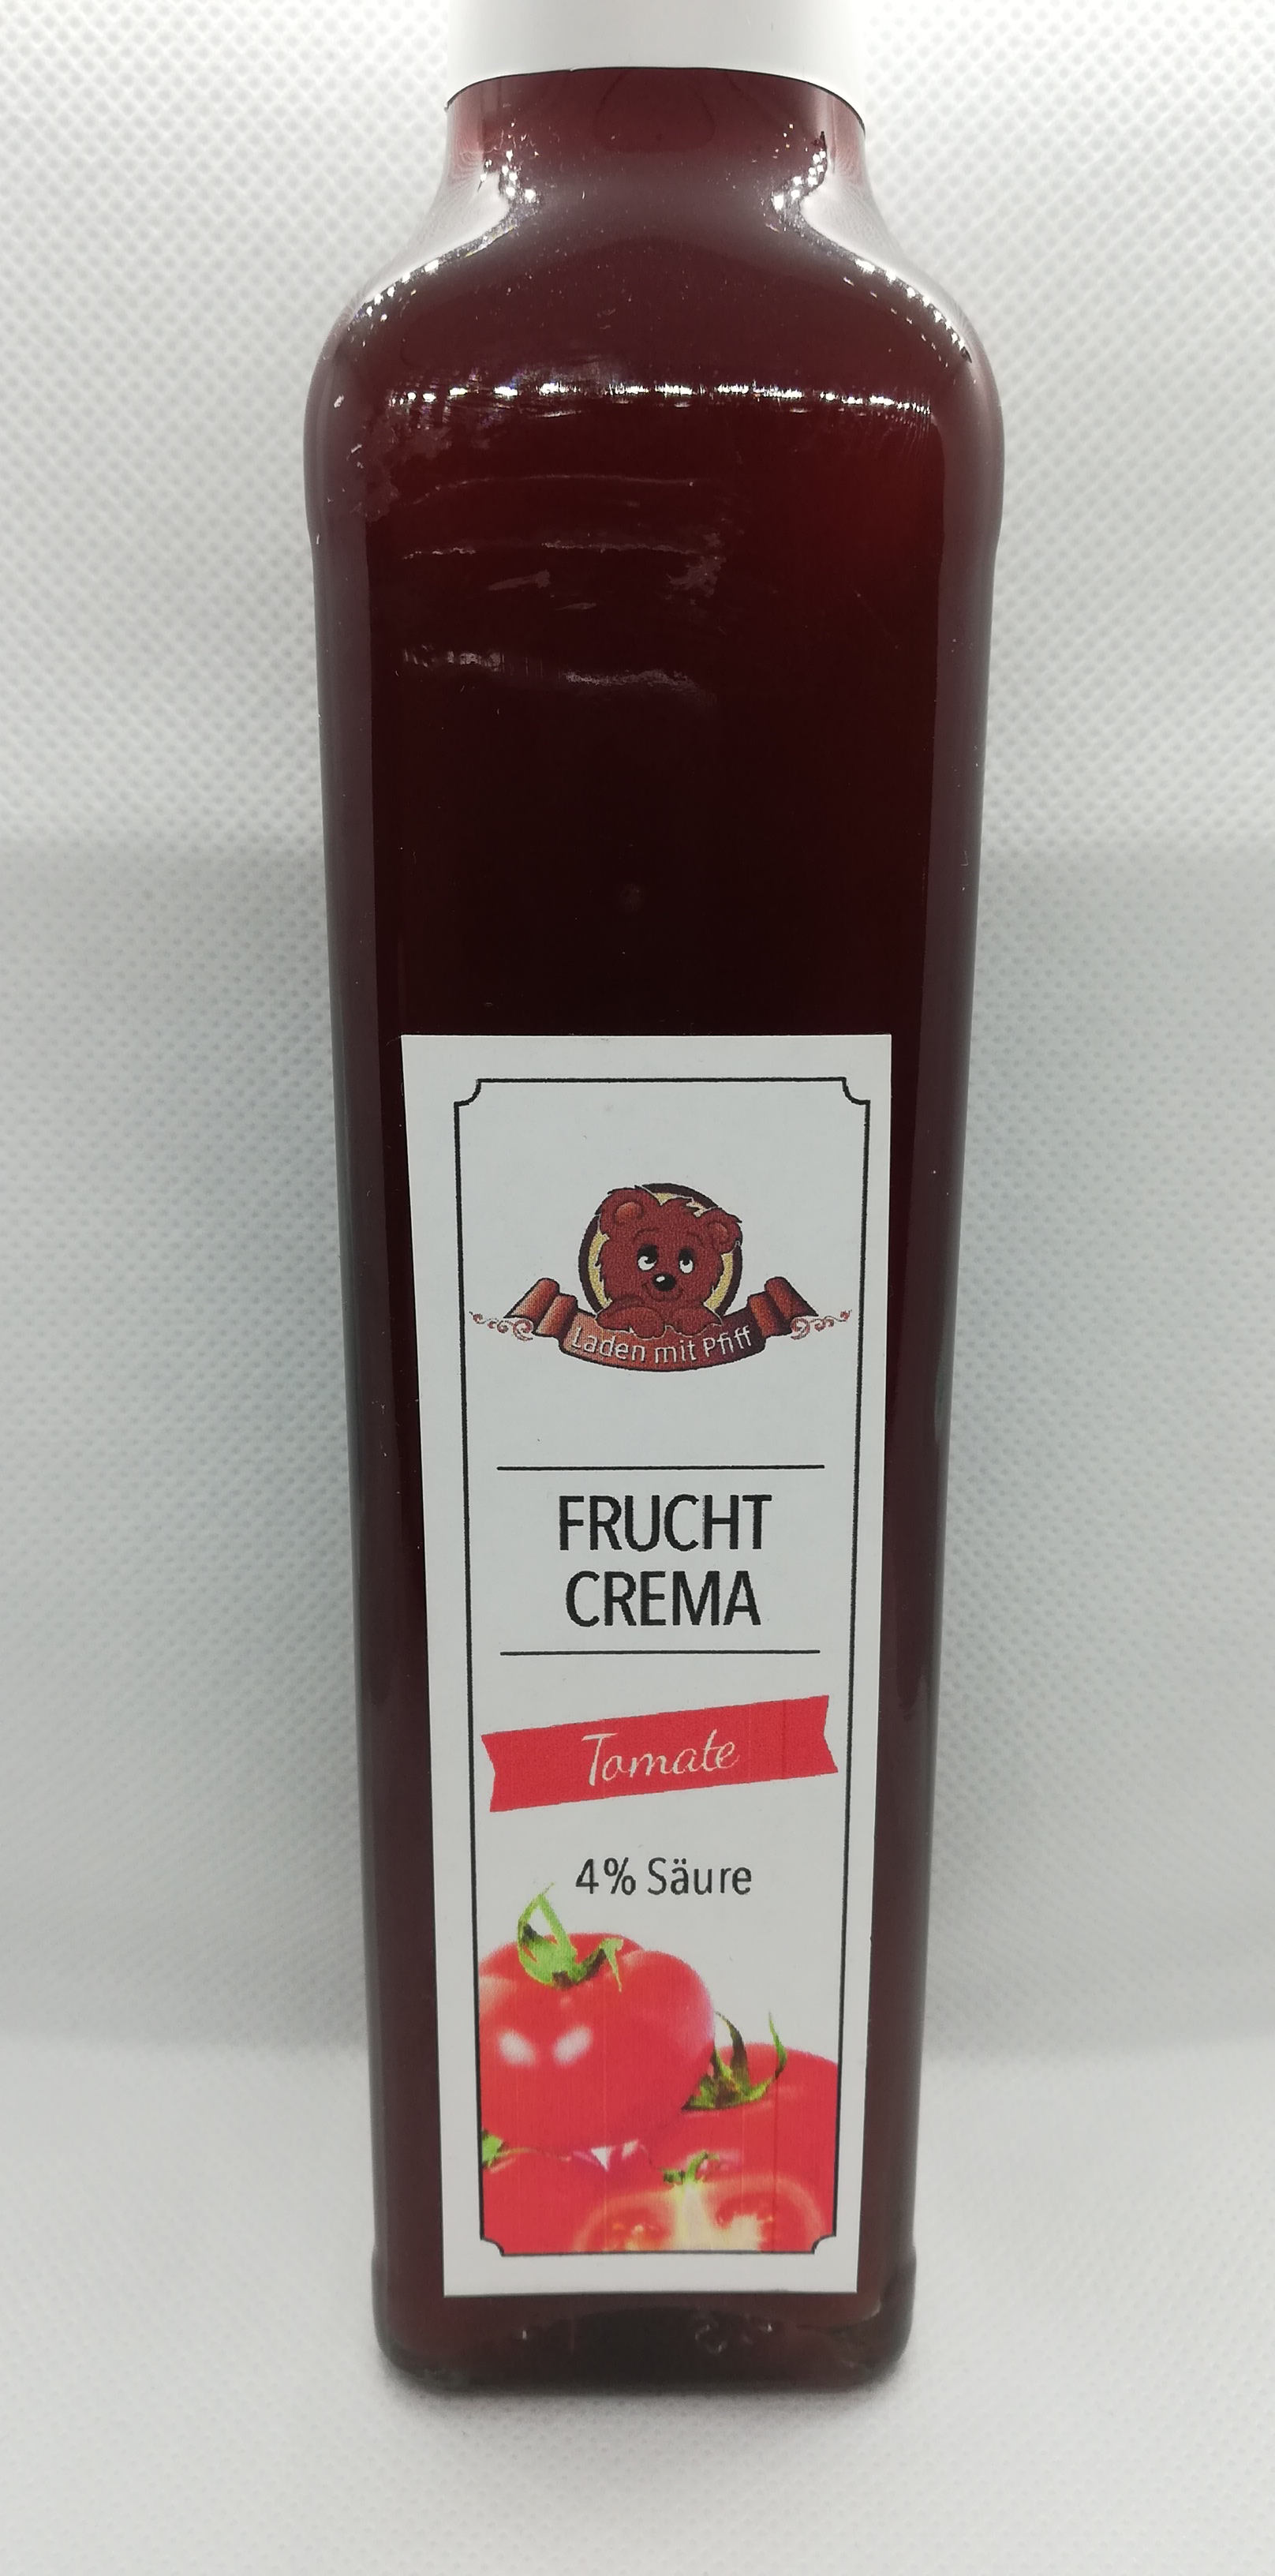 Laden mit Pfiff
FRUCHT
CREMA
Tomate
4% Säure